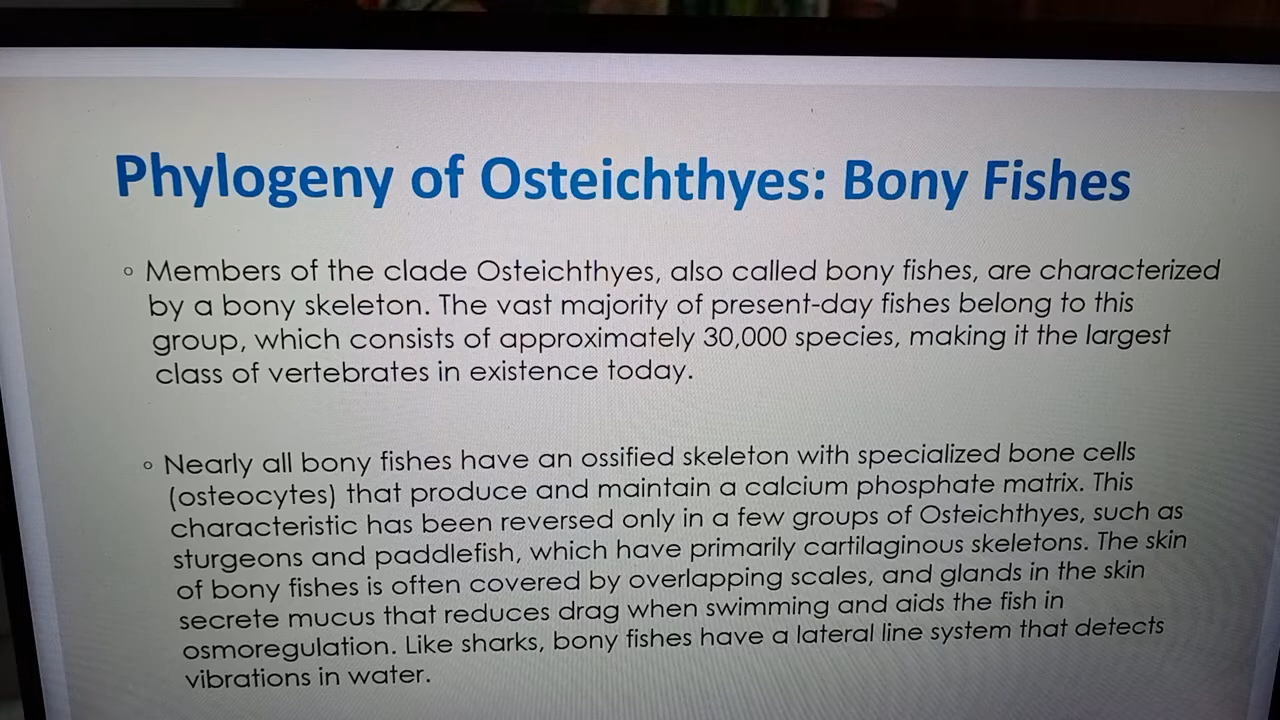 Phylogeny of Osteichthyes: Bony Fishes
◦ Members of the clade Osteichthyes, also called bony fishes, are characterized
by a bony skeleton. The vast majority of present-day fishes belong to this
group, which consists of approximately 30,000 species, making it the largest
class of vertebrates in existence today.
◦ Nearly all bony fishes have an ossified skeleton with specialized bone cells
(osteocytes) that produce and maintain a calcium phosphate matrix. This
characteristic has been reversed only in a few groups of Osteichthyes, such as
sturgeons and paddlefish, which have primarily cartilaginous skeletons. The skin
of bony fishes is often covered by overlapping scales, and glands in the skin
secrete mucus that reduces drag when swimming and aids the fish in
osmoregulation. Like sharks, bony fishes have a lateral line system that detects
vibrations in water.